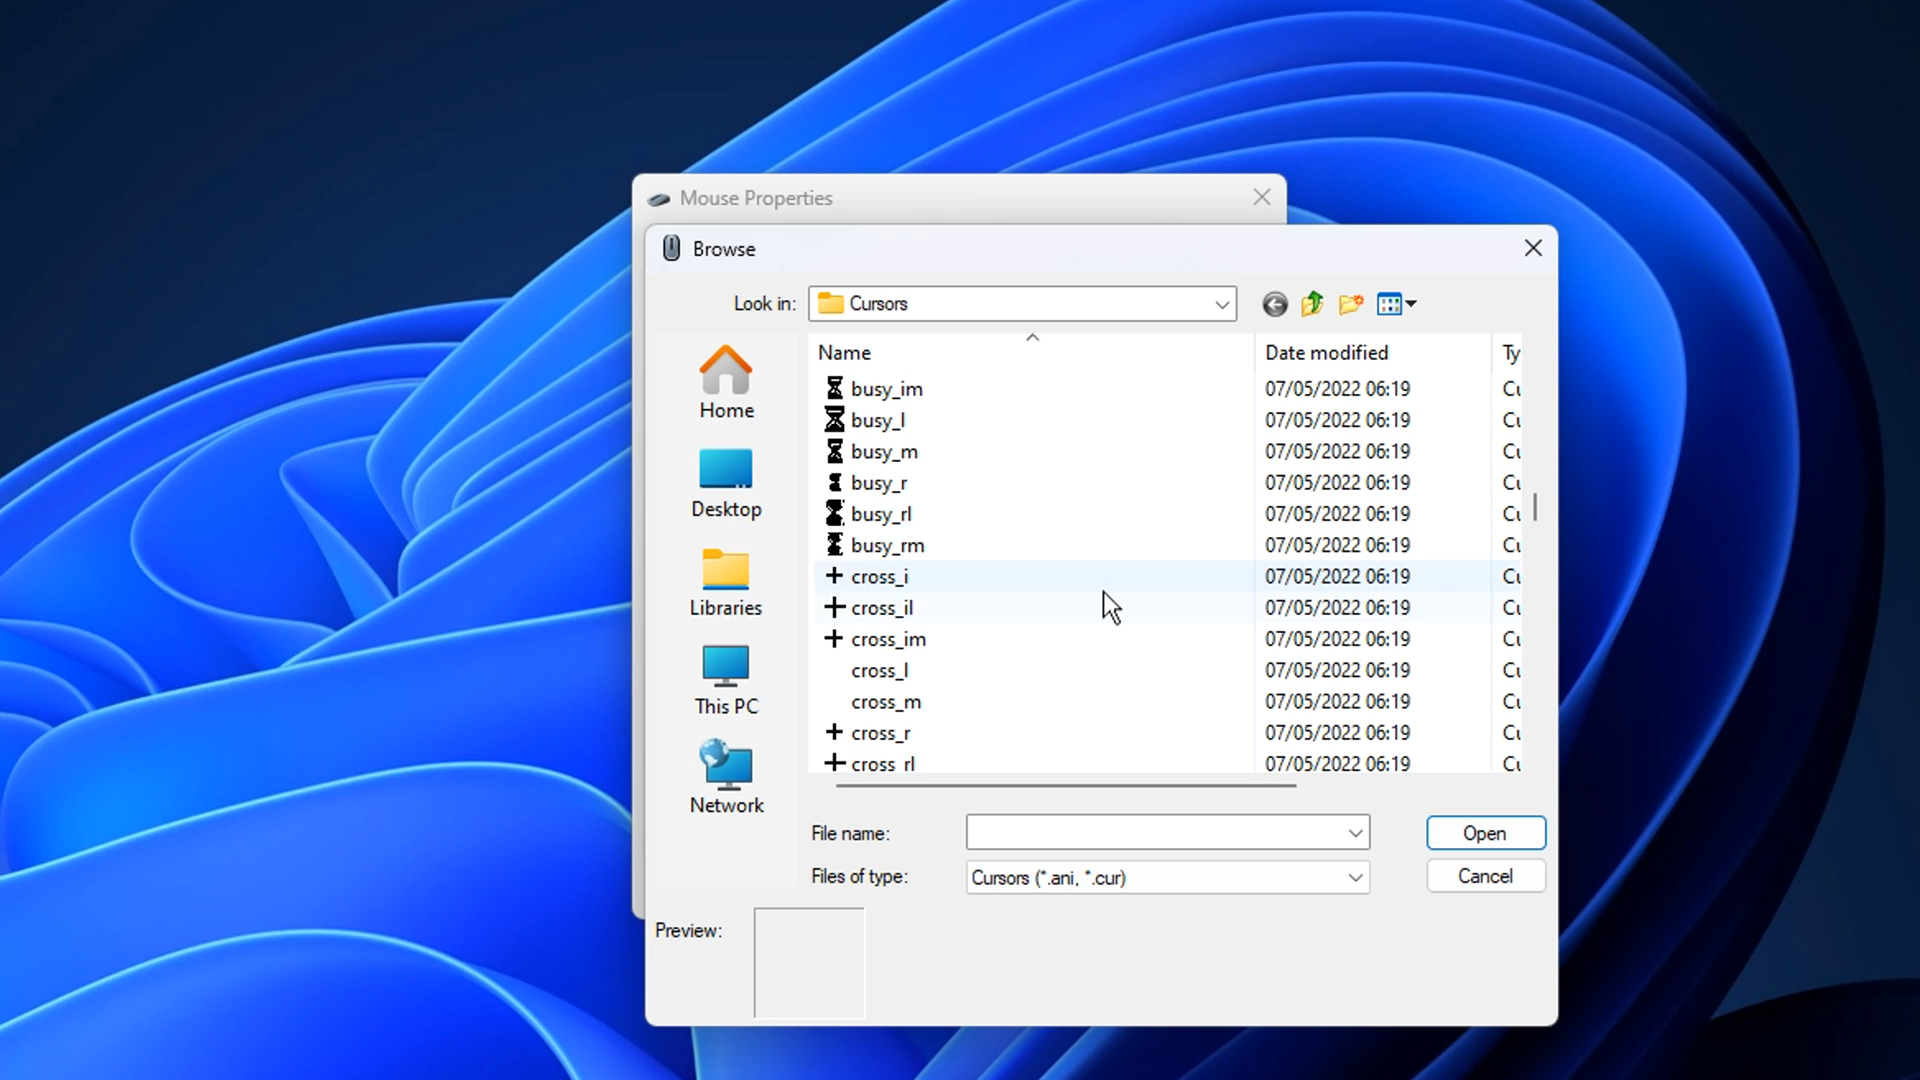 Mouse Properties
Browse
Look in: Cursors
Name Date modified Ty
busy_im 07/05/2022 06:19 Cu
busy_l 07/05/2022 06:19 Cu
busy_m 07/05/2022 06:19 Cu
busy_r 07/05/2022 06:19 Cu
busy_rl 07/05/2022 06:19 Cu
busy_rm 07/05/2022 06:19 Cu
cross_i 07/05/2022 06:19 Cu
cross_il 07/05/2022 06:19 Cu
cross_im 07/05/2022 06:19 Cu
cross_l 07/05/2022 06:19 Cu
cross_m 07/05/2022 06:19 Cu
cross_r 07/05/2022 06:19 Cu
cross_rl 07/05/2022 06:19 Cu
Home
Desktop
Libraries
This PC
Network
File name: Open
Files of type: Cursors (*.ani, *.cur) Cancel
Preview: